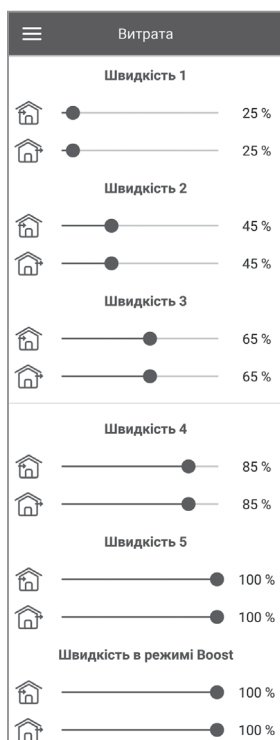 Витрата
Швидкість 1
25 %
25 %
Швидкість 2
45 %
45 %
Швидкість 3
65 %
65 %
Швидкість 4
85 %
85 %
Швидкість 5
100 %
100 %
Швидкість в режимі Boost
100 %
100 %